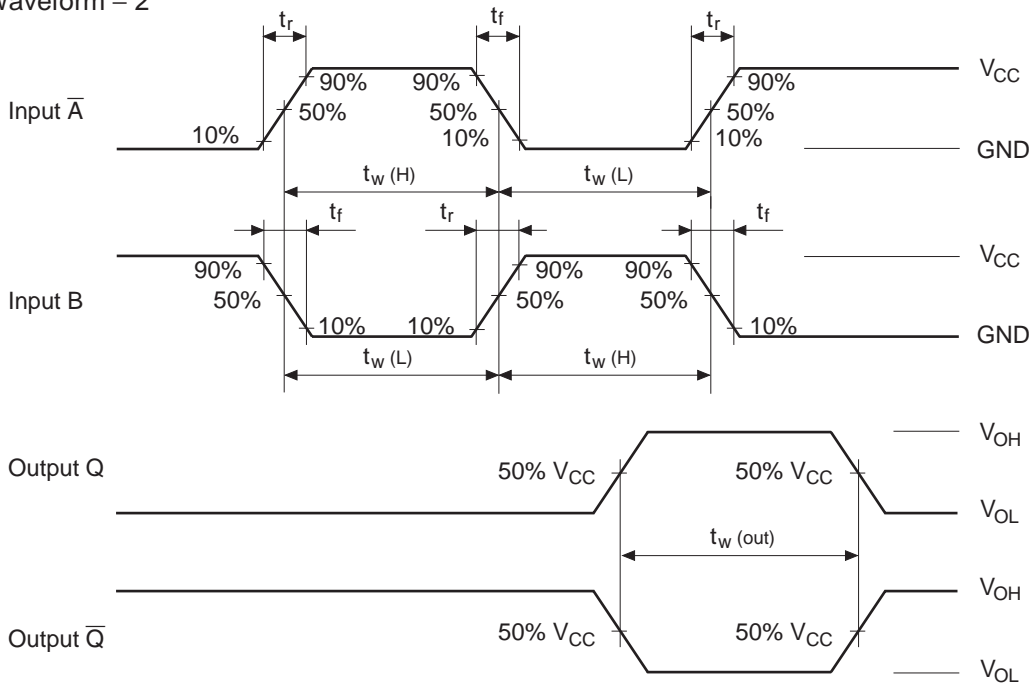 Waveform – 2
tr tf tr
90% 90% 90% VCC
Input A̅ 50% 50% 50%
10% 10% 10%
GND
tw (H) tw (L)
tf tr tf
VCC
90% 90% 90%
Input B 50% 50% 50%
10% 10% 10%
GND
tw (L) tw (H)
VOH
Output Q 50% VCC 50% VCC
VOL
tw (out)
VOH
Output Q̅ 50% VCC 50% VCC
VOL